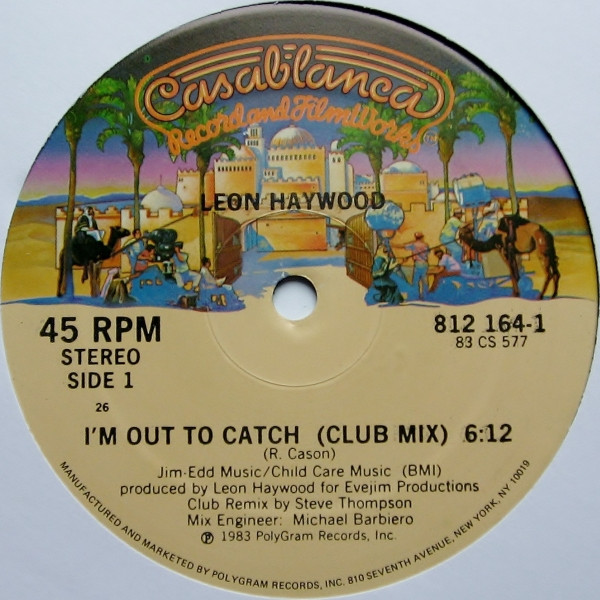 Casablanca
Record and FilmWorks
LEON HAYWOOD
45 RPM
STEREO
SIDE 1
812 164-1
83 CS 577
26
I'M OUT TO CATCH (CLUB MIX) 6:12
(R. Cason)
Jim-Edd Music/Child Care Music (BMI)
produced by Leon Haywood for Evejim Productions
Club Remix by Steve Thompson
Mix Engineer: Michael Barbiero
℗ 1983 PolyGram Records, Inc.
MANUFACTURED AND MARKETED BY POLYGRAM RECORDS, INC. 810 SEVENTH AVENUE, NEW YORK, NY 10019